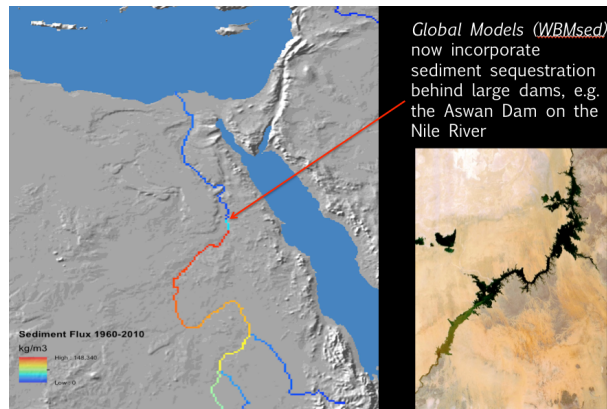 Global Models (WBMsed)
now incorporate
sediment sequestration
behind large dams, e.g.
the Aswan Dam on the
Nile River
Sediment Flux 1960-2010
kg/m3
High : 148.340
Low : 0